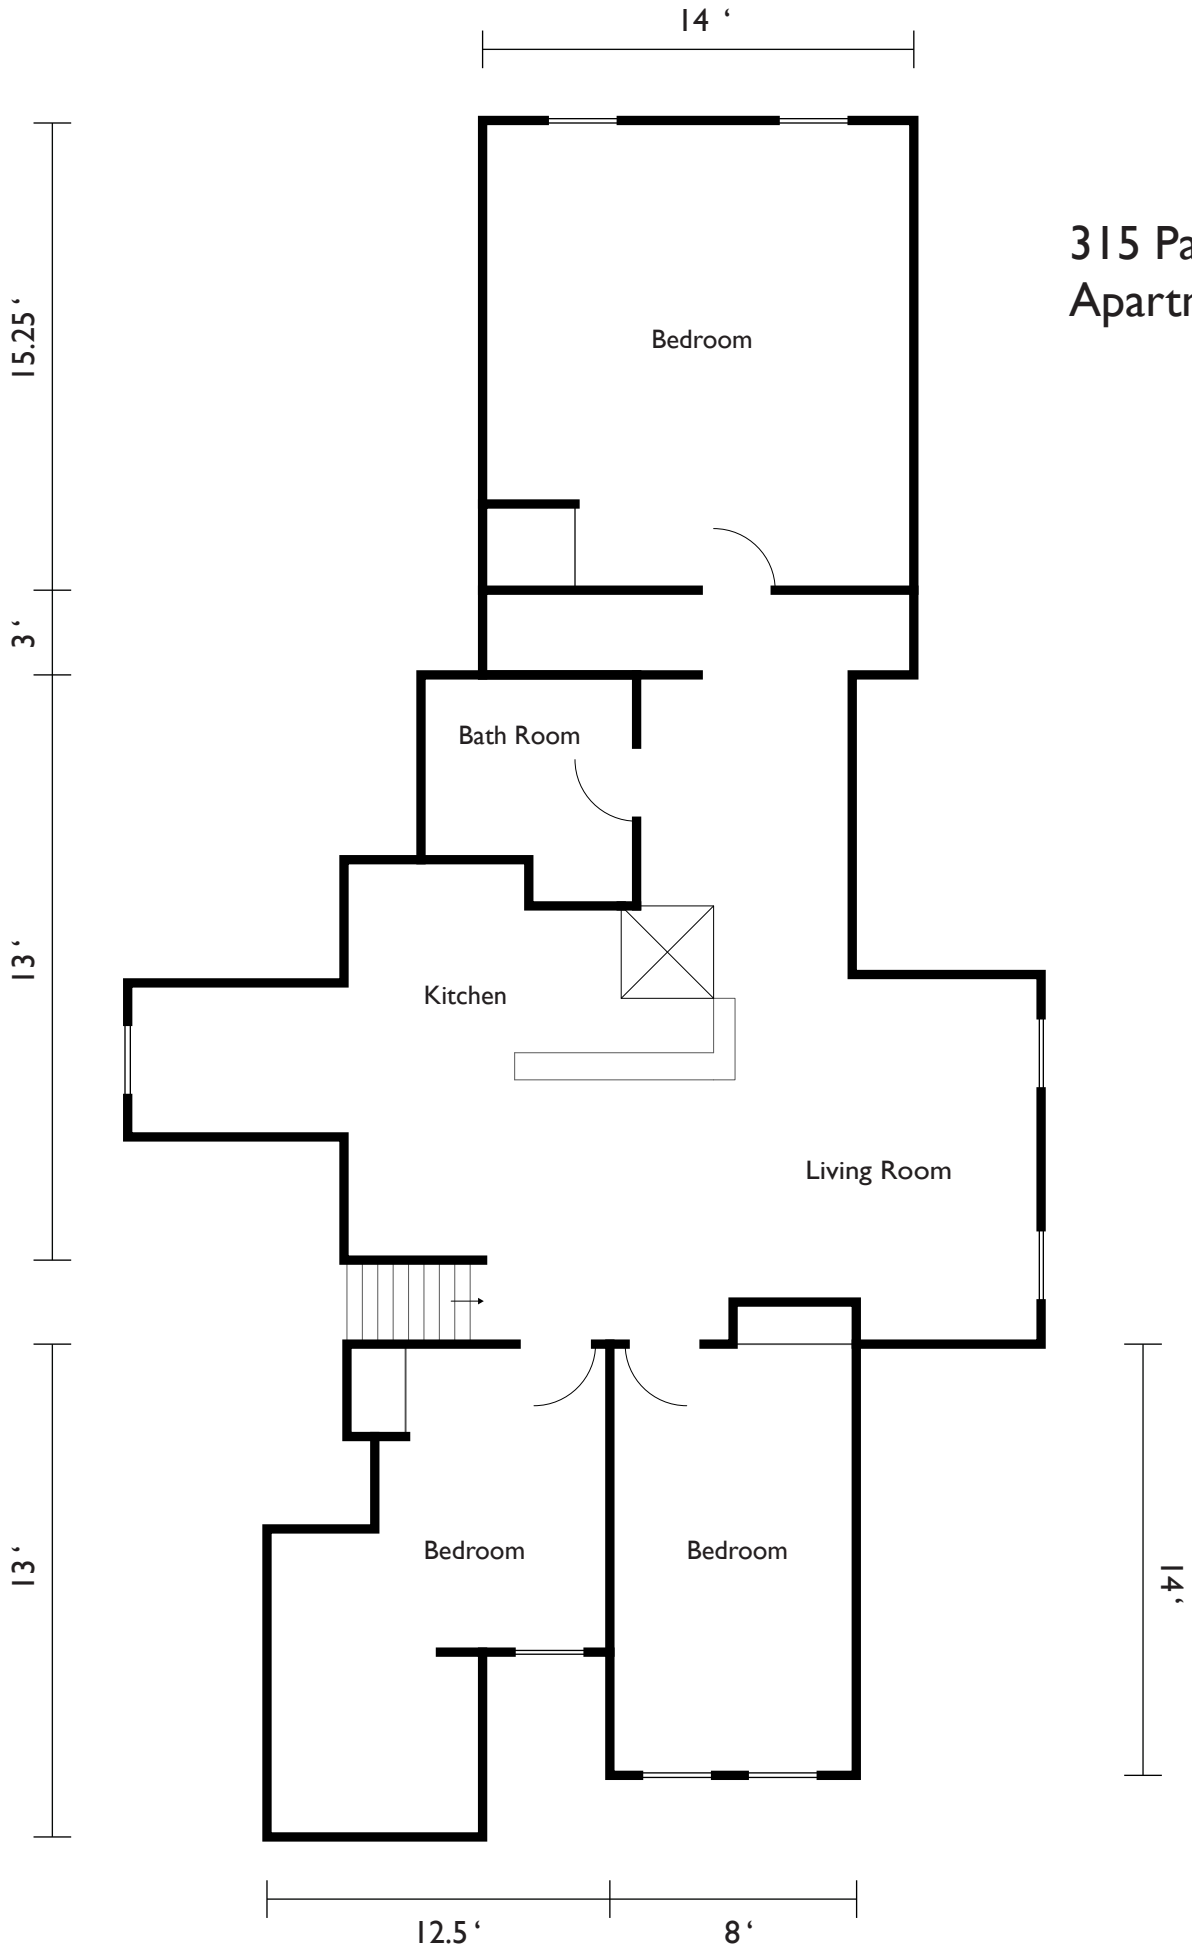 14 ‘
315 Pa
Apartm
15.25‘
Bedroom
3‘
Bath Room
13‘
Kitchen
Living Room
13‘
Bedroom
Bedroom
14‘
12.5‘
8‘